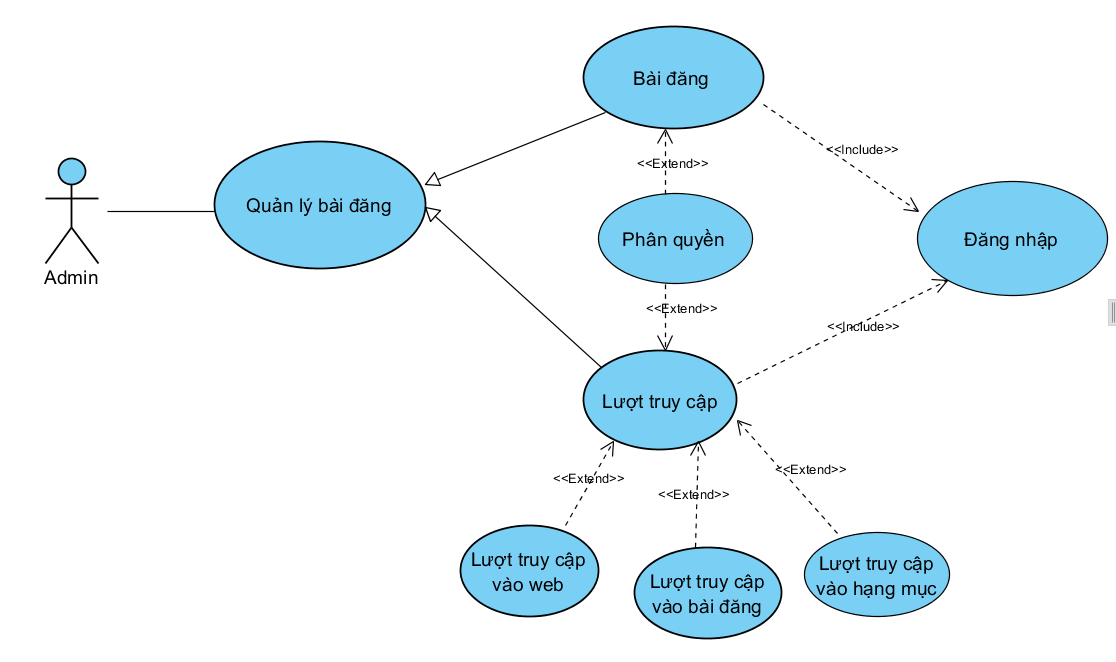 Bài đăng
<<Include>>
<<Extend>>
Quản lý bài đăng
Phân quyền
Đăng nhập
Admin
<<Extend>>
<<Include>>
Lượt truy cập
<<Extend>>
<<Extend>>
<<Extend>>
Lượt truy cập
vào web
Lượt truy cập
vào bài đăng
Lượt truy cập
vào hạng mục